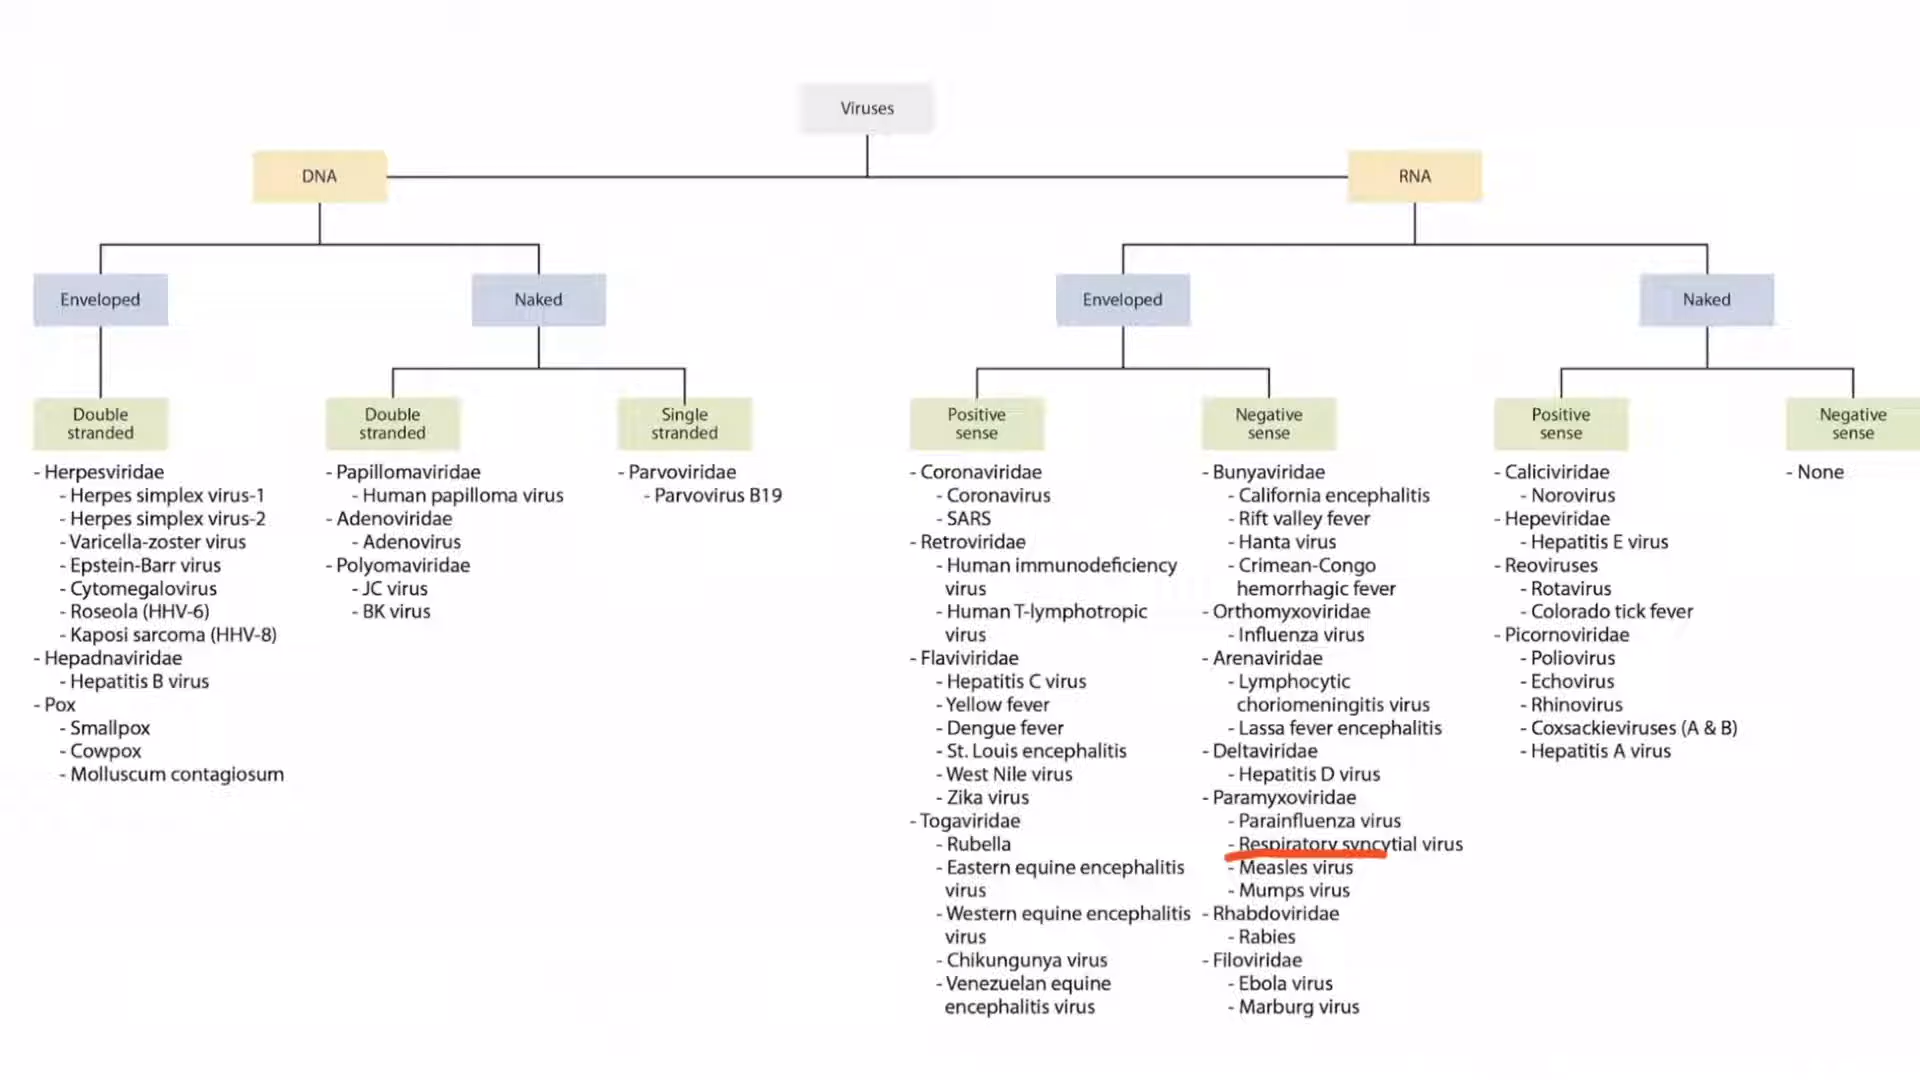 Viruses
DNA
RNA
Enveloped
Naked
Enveloped
Naked
Double
stranded
Double
stranded
Single
stranded
Positive
sense
Negative
sense
Positive
sense
Negative
sense
- Herpesviridae
- Herpes simplex virus-1
- Herpes simplex virus-2
- Varicella-zoster virus
- Epstein-Barr virus
- Cytomegalovirus
- Roseola (HHV-6)
- Kaposi sarcoma (HHV-8)
- Hepadnaviridae
- Hepatitis B virus
- Pox
- Smallpox
- Cowpox
- Molluscum contagiosum
- Papillomaviridae
- Human papilloma virus
- Adenoviridae
- Adenovirus
- Polyomaviridae
- JC virus
- BK virus
- Parvoviridae
- Parvovirus B19
- Coronaviridae
- Coronavirus
- SARS
- Retroviridae
- Human immunodeficiency
virus
- Human T-lymphotropic
virus
- Flaviviridae
- Hepatitis C virus
- Yellow fever
- Dengue fever
- St. Louis encephalitis
- West Nile virus
- Zika virus
- Togaviridae
- Rubella
- Eastern equine encephalitis
virus
- Western equine encephalitis
virus
- Chikungunya virus
- Venezuelan equine
encephalitis virus
- Bunyaviridae
- California encephalitis
- Rift valley fever
- Hanta virus
- Crimean-Congo
hemorrhagic fever
- Orthomyxoviridae
- Influenza virus
- Arenaviridae
- Lymphocytic
choriomeningitis virus
- Lassa fever encephalitis
- Deltaviridae
- Hepatitis D virus
- Paramyxoviridae
- Parainfluenza virus
- Respiratory syncytial virus
- Measles virus
- Mumps virus
- Rhabdoviridae
- Rabies
- Filoviridae
- Ebola virus
- Marburg virus
- Caliciviridae
- Norovirus
- Hepeviridae
- Hepatitis E virus
- Reoviruses
- Rotavirus
- Colorado tick fever
- Picornoviridae
- Poliovirus
- Echovirus
- Rhinovirus
- Coxsackieviruses (A & B)
- Hepatitis A virus
- None